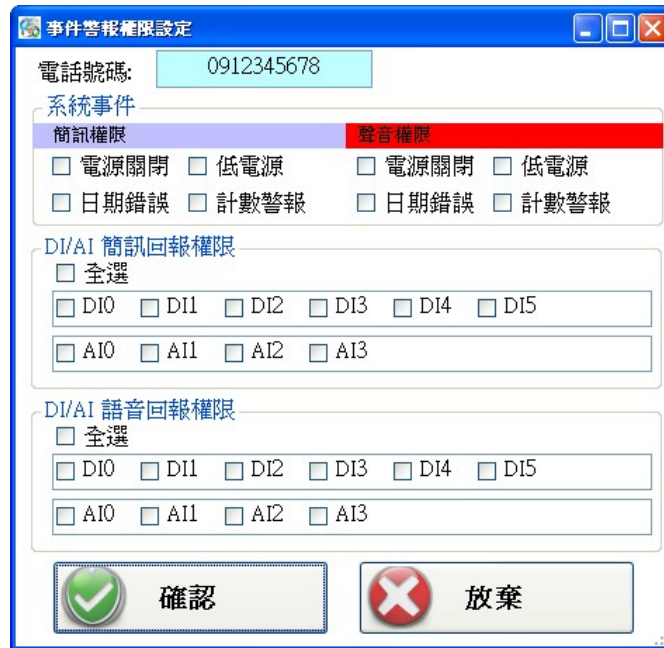 事件警報權限設定
電話號碼: 0912345678
系統事件
簡訊權限 聲音權限
電源關閉 低電源 電源關閉 低電源
日期錯誤 計數警報 日期錯誤 計數警報
DI/AI 簡訊回報權限
全選
DI0 DI1 DI2 DI3 DI4 DI5
AI0 AI1 AI2 AI3
DI/AI 語音回報權限
全選
DI0 DI1 DI2 DI3 DI4 DI5
AI0 AI1 AI2 AI3
確認 放棄